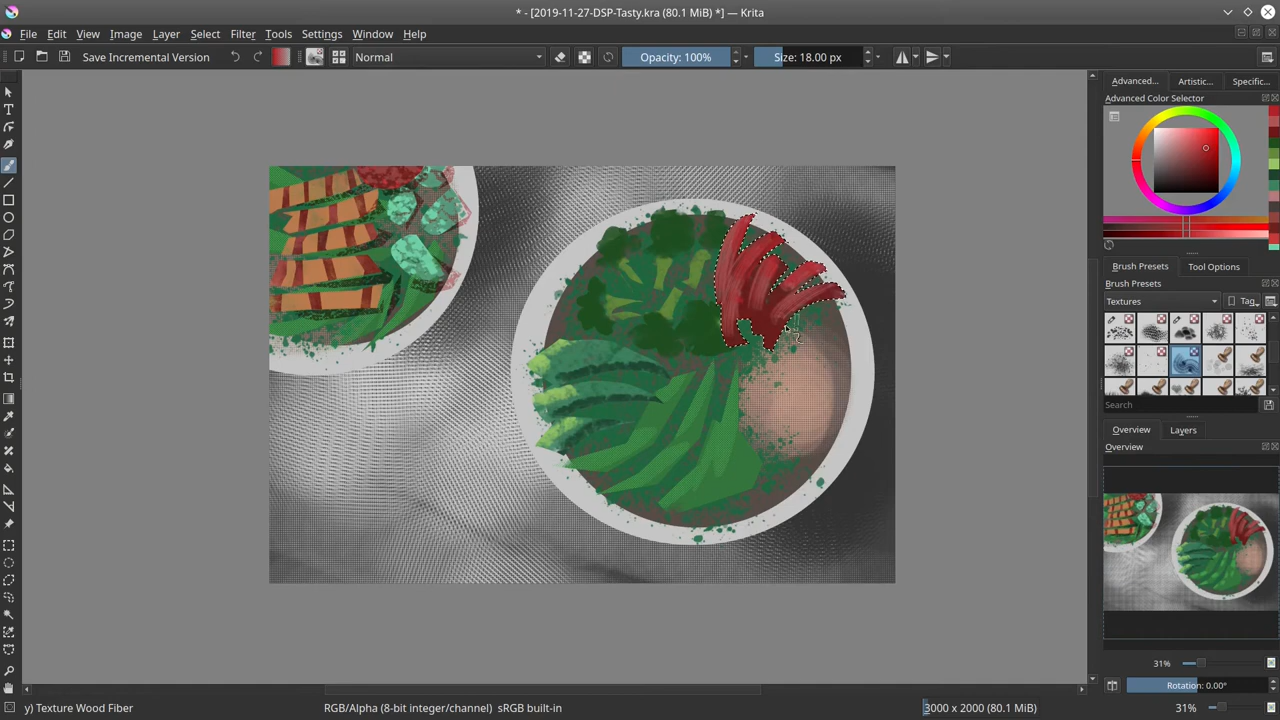 * - [2019-11-27-DSP-Tasty.kra (80.1 MiB) *] — Krita
File Edit View Image Layer Select Filter Tools Settings Window Help
Save Incremental Version Normal Opacity: 100% Size: 18.00 px
Advanced... Artistic... Specific...
Advanced Color Selector
Brush Presets Tool Options
Brush Presets
Textures Tag
Search
Overview Layers
Overview
31%
Rotation: 0.00°
y) Texture Wood Fiber RGB/Alpha (8-bit integer/channel) sRGB built-in 3000 x 2000 (80.1 MiB) 31%